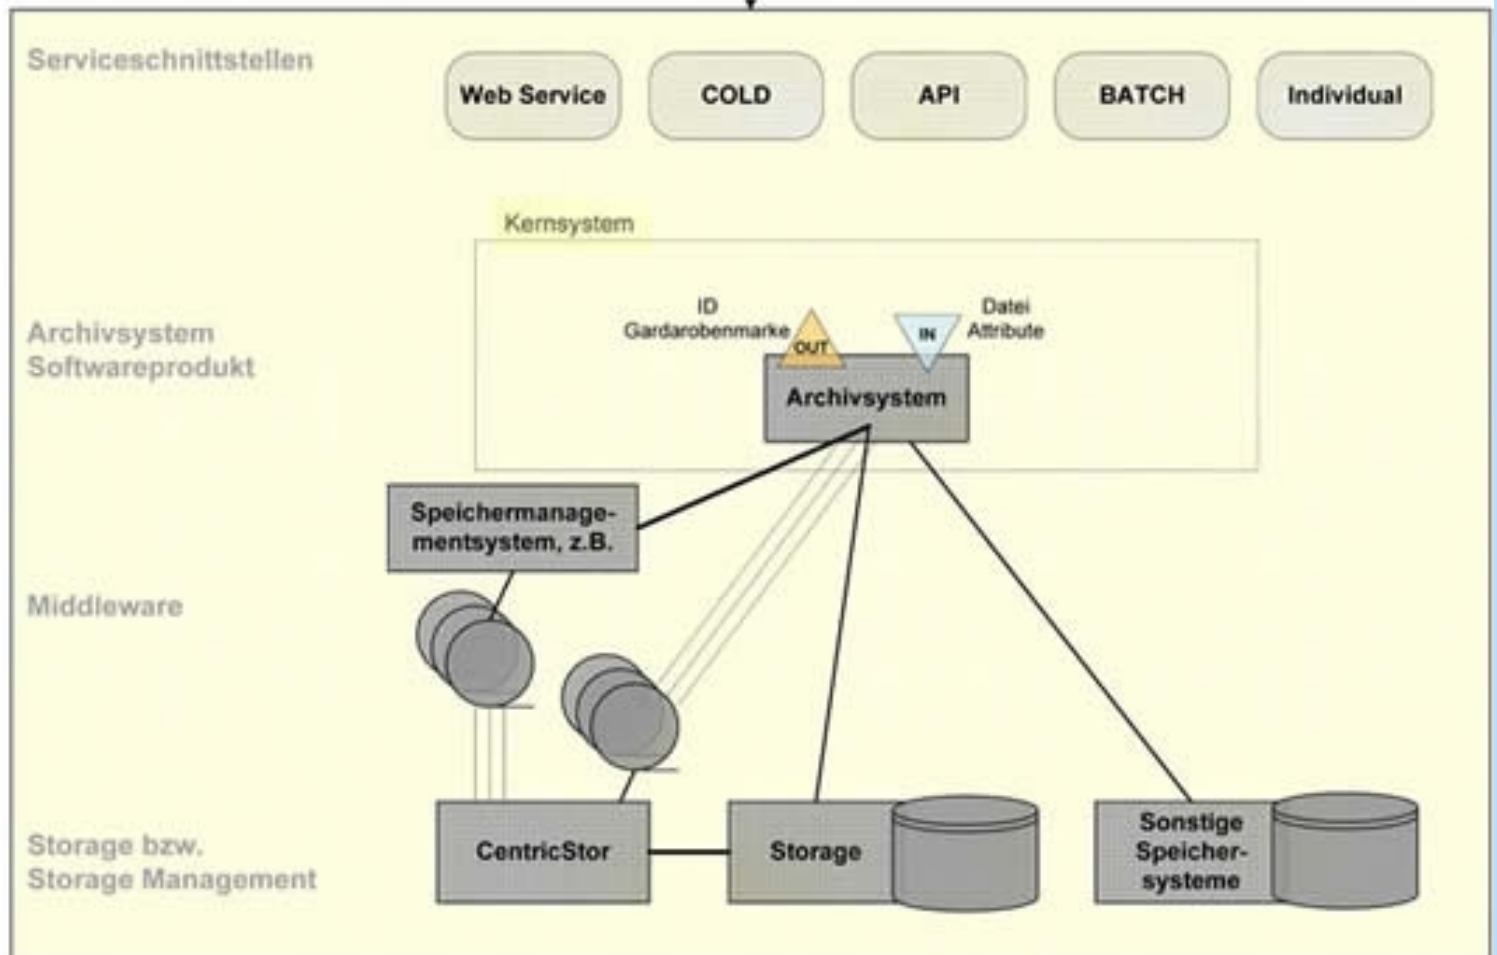 Serviceschnittstellen
Web Service
COLD
API
BATCH
Individual
Kernsystem
Archivsystem
Softwareprodukt
ID
Gardarobenmarke
OUT
IN
Datei
Attribute
Archivsystem
Speichermanage-
mentsystem, z.B.
Middleware
Storage bzw.
Storage Management
CentricStor
Storage
Sonstige
Speicher-
systeme